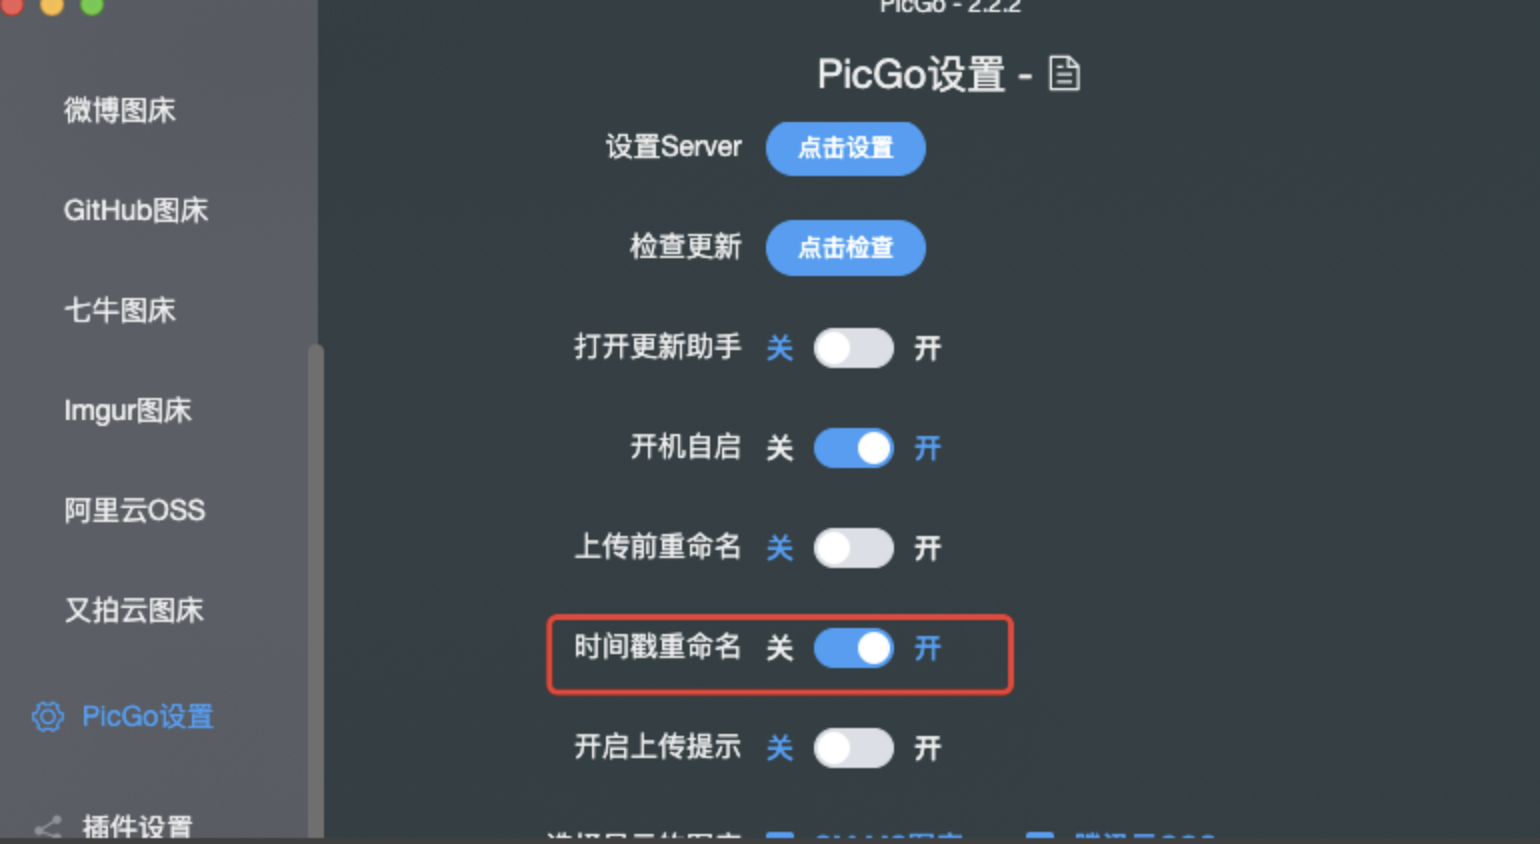 PicGo - 2.2.2
微博图床
GitHub图床
七牛图床
Imgur图床
阿里云OSS
又拍云图床
PicGo设置
插件设置
PicGo设置 -
设置Server 点击设置
检查更新 点击检查
打开更新助手 关 开
开机自启 关 开
上传前重命名 关 开
时间戳重命名 关 开
开启上传提示 关 开